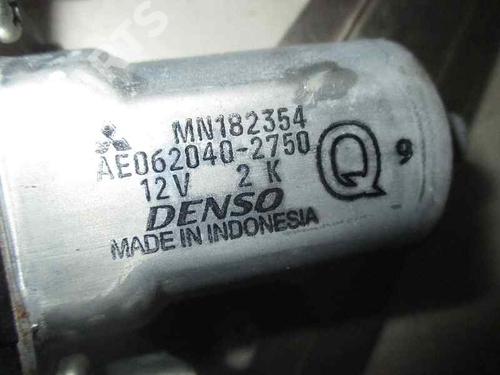 MN182354
AE062040-2750
12V 2 K
Q 9
DENSO
MADE IN INDONESIA